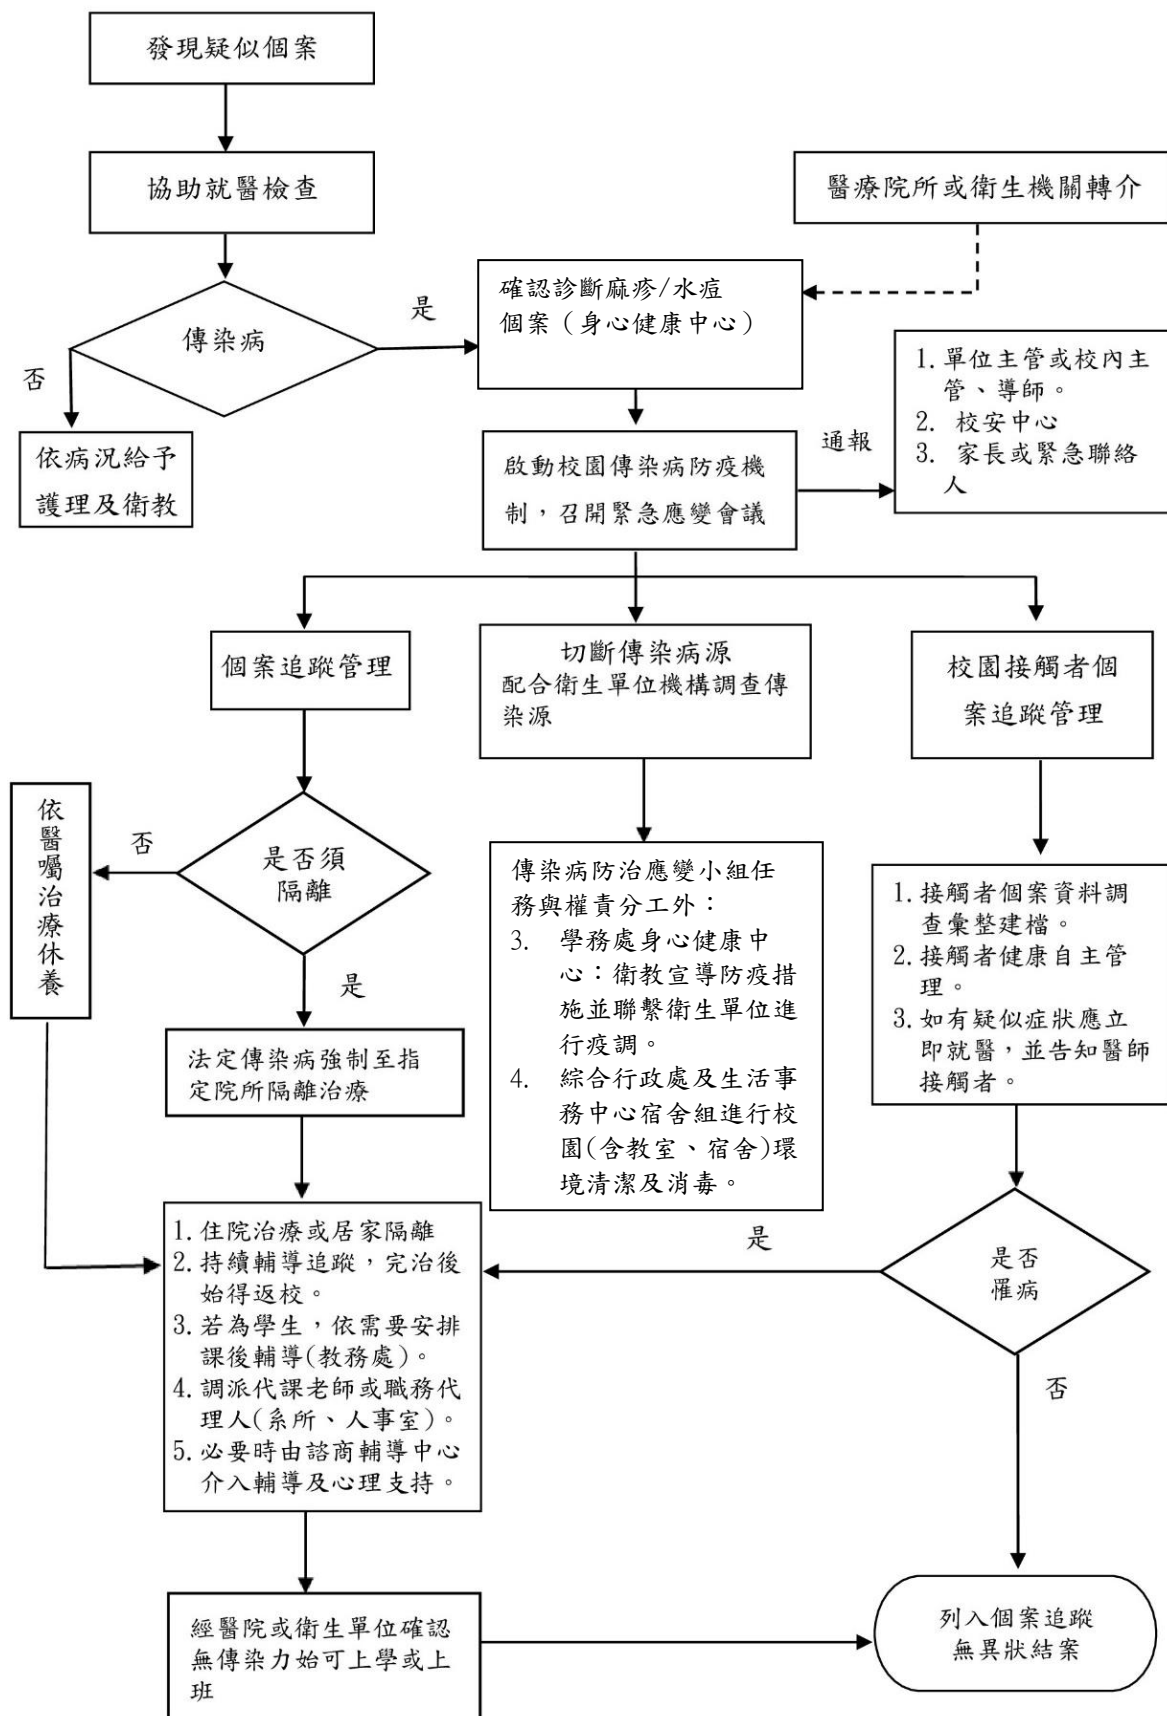 發現疑似個案
協助就醫檢查
醫療院所或衛生機關轉介
傳染病
是
否
確認診斷麻疹/水痘
個案（身心健康中心）
依病況給予
護理及衛教
啟動校園傳染病防疫機
制，召開緊急應變會議
通報
1. 單位主管或校內主
管、導師。
2. 校安中心
3. 家長或緊急聯絡
人
個案追蹤管理
切斷傳染病源
配合衛生單位機構調查傳
染源
校園接觸者個
案追蹤管理
是否須
隔離
否
是
依醫囑治療休養
法定傳染病強制至指
定院所隔離治療
傳染病防治應變小組任
務與權責分工外：
3. 學務處身心健康中
心：衛教宣導防疫措
施並聯繫衛生單位進
行疫調。
4. 綜合行政處及生活事
務中心宿舍組進行校
園(含教室、宿舍)環
境清潔及消毒。
1. 接觸者個案資料調
查彙整建檔。
2. 接觸者健康自主管
理。
3. 如有疑似症狀應立
即就醫，並告知醫師
接觸者。
是否
罹病
是
否
1. 住院治療或居家隔離
2. 持續輔導追蹤，完治後
始得返校。
3. 若為學生，依需要安排
課後輔導(教務處)。
4. 調派代課老師或職務代
理人(系所、人事室)。
5. 必要時由諮商輔導中心
介入輔導及心理支持。
經醫院或衛生單位確認
無傳染力始可上學或上
班
列入個案追蹤
無異狀結案